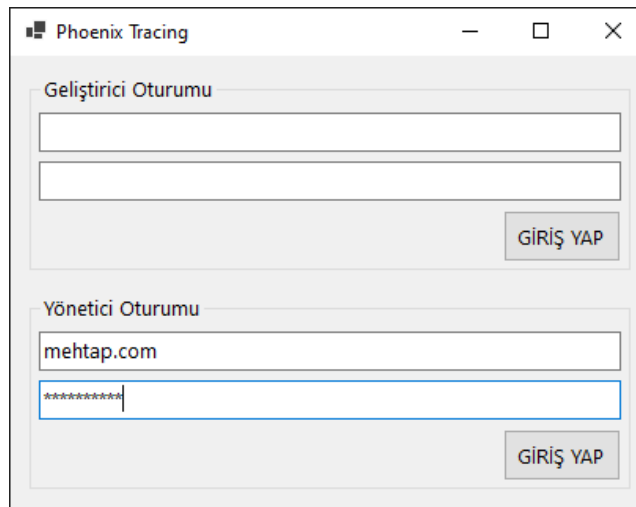 Phoenix Tracing
Geliştirici Oturumu
GİRİŞ YAP
Yönetici Oturumu
mehtap.com
**********
GİRİŞ YAP